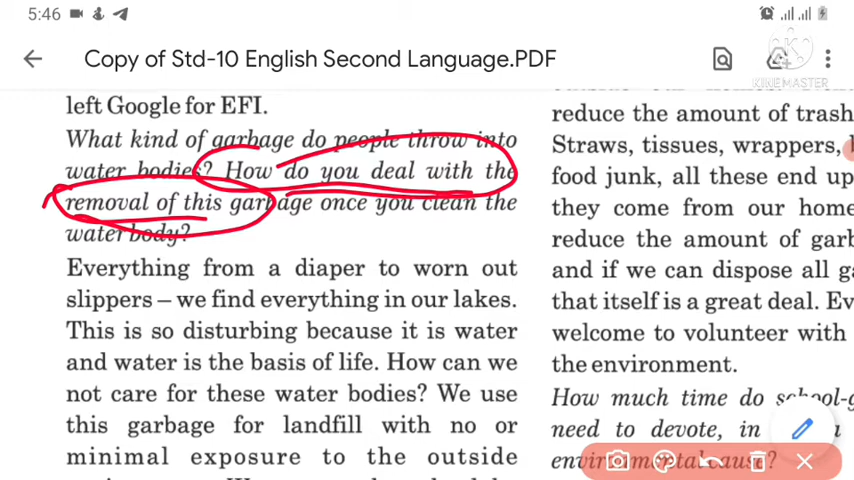 5:46
Copy of Std-10 English Second Language.PDF
KINEMASTER
left Google for EFI.
What kind of garbage do people throw into
water bodies? How do you deal with the
removal of this garbage once you clean the
water body?
Everything from a diaper to worn out
slippers – we find everything in our lakes.
This is so disturbing because it is water
and water is the basis of life. How can we
not care for these water bodies? We use
this garbage for landfill with no or
minimal exposure to the outside
reduce the amount of trash
Straws, tissues, wrappers,
food junk, all these end up
they come from our home
reduce the amount of garb
and if we can dispose all ga
that itself is a great deal. Ev
welcome to volunteer with
the environment.
How much time do school-g
need to devote, in
environmental cause?